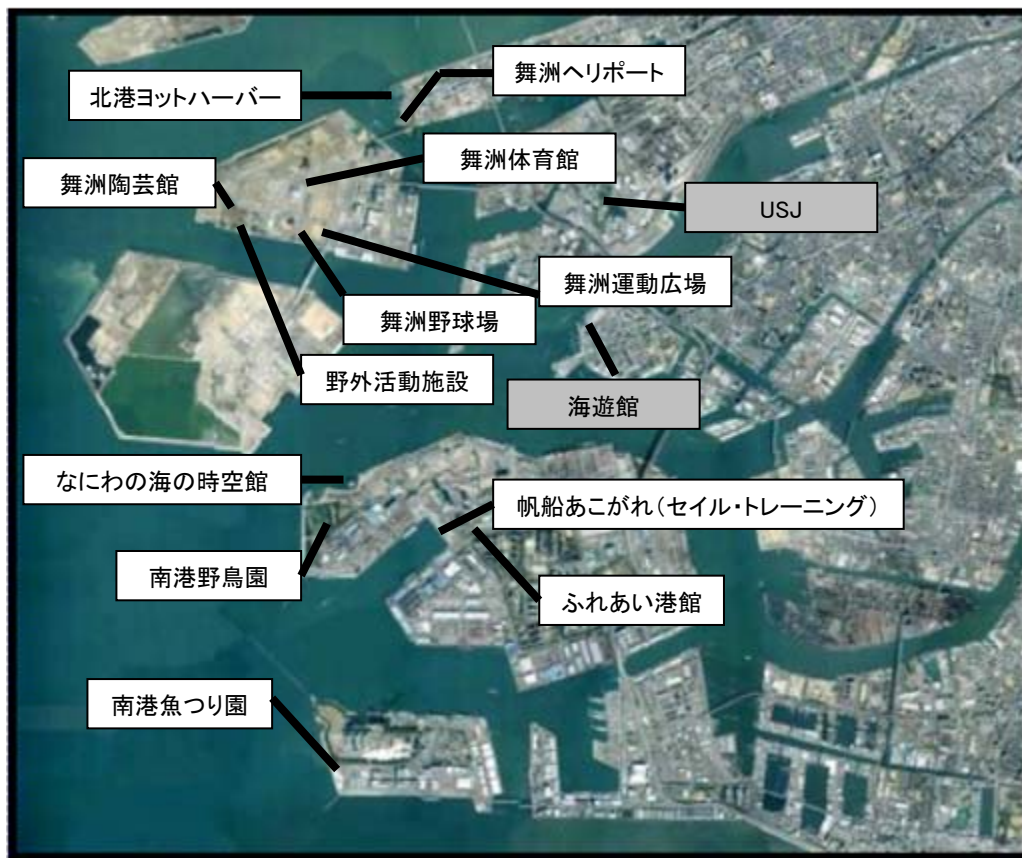 舞洲ヘリポート
北港ヨットハーバー
舞洲体育館
舞洲陶芸館
USJ
舞洲運動広場
舞洲野球場
野外活動施設
海遊館
なにわの海の時空館
帆船あこがれ(セイル・トレーニング)
南港野鳥園
ふれあい港館
南港魚つり園